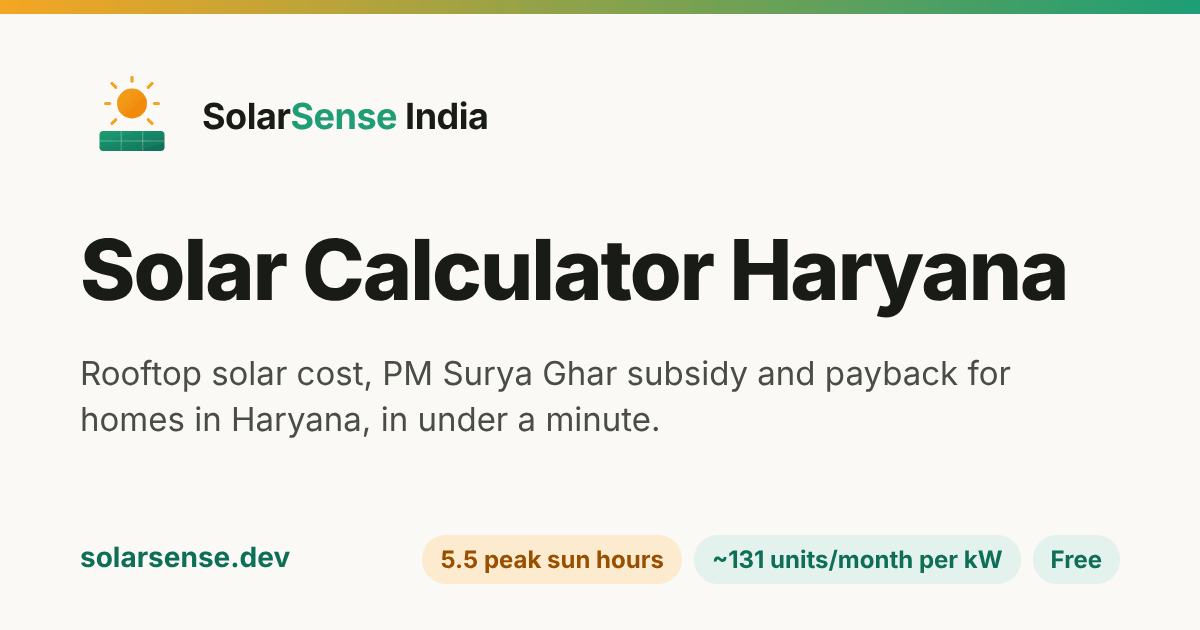 SolarSense India
Solar Calculator Haryana
Rooftop solar cost, PM Surya Ghar subsidy and payback for
homes in Haryana, in under a minute.
solarsense.dev
5.5 peak sun hours
~131 units/month per kW
Free